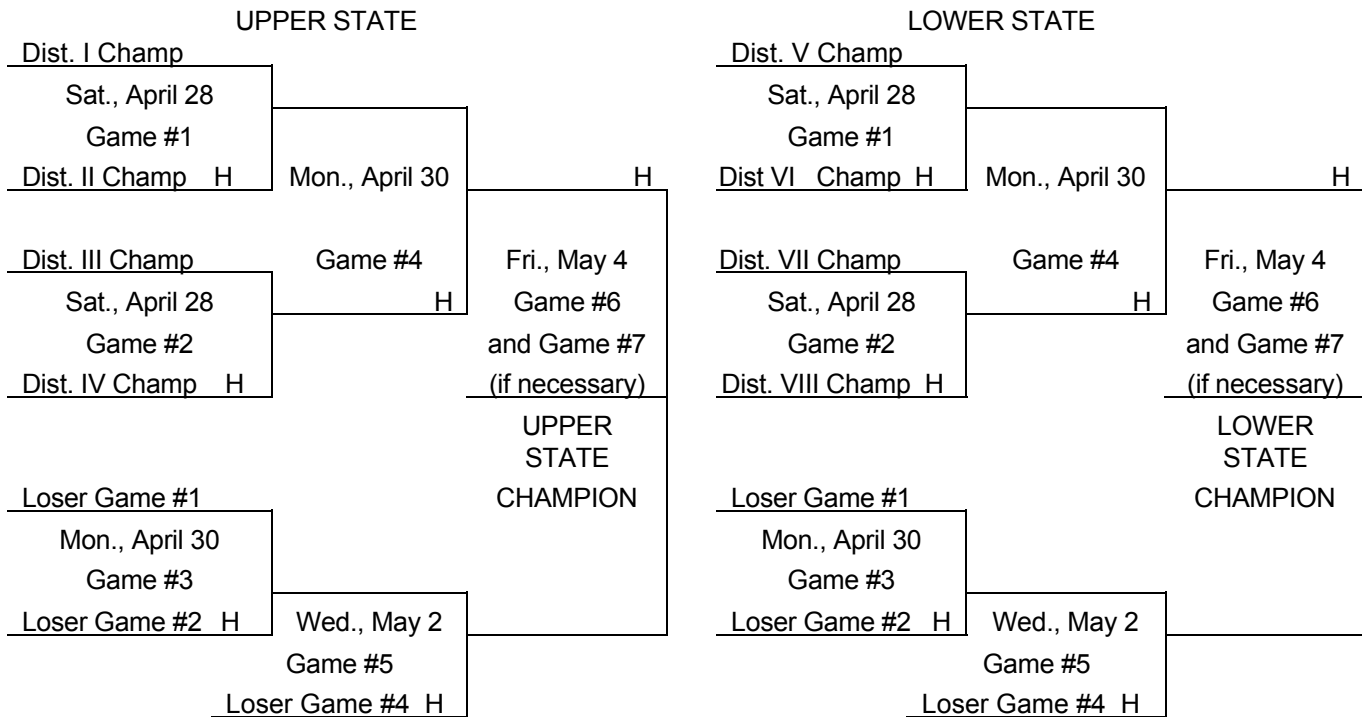 UPPER STATE
Dist. I Champ
Sat., April 28
Game #1
Dist. II Champ H
Mon., April 30
H
Dist. III Champ
Game #4
Fri., May 4
Sat., April 28
H
Game #6
Game #2
and Game #7
Dist. IV Champ H
(if necessary)
UPPER
STATE
CHAMPION
Loser Game #1
Mon., April 30
Game #3
Loser Game #2 H
Wed., May 2
Game #5
Loser Game #4 H
LOWER STATE
Dist. V Champ
Sat., April 28
Game #1
Dist VI Champ H
Mon., April 30
H
Dist. VII Champ
Game #4
Fri., May 4
Sat., April 28
H
Game #6
Game #2
and Game #7
Dist. VIII Champ H
(if necessary)
LOWER
STATE
CHAMPION
Loser Game #1
Mon., April 30
Game #3
Loser Game #2 H
Wed., May 2
Game #5
Loser Game #4 H